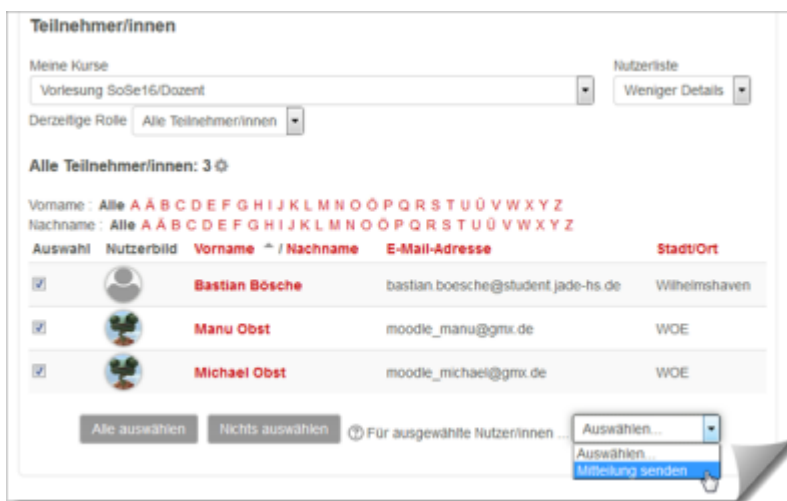 Teilnehmer/innen
Meine Kurse Nutzerliste
Vorlesung SoSe16/Dozent Weniger Details
Derzeitige Rolle Alle Teilnehmer/innen
Alle Teilnehmer/innen: 3
Vorname : Alle A Ä B C D E F G H I J K L M N O Ö P Q R S T U Ü V W X Y Z
Nachname : Alle A Ä B C D E F G H I J K L M N O Ö P Q R S T U Ü V W X Y Z
Auswahl Nutzerbild Vorname / Nachname E-Mail-Adresse Stadt/Ort
Bastian Bösche bastian.boesche@student.jade-hs.de Wilhelmshaven
Manu Obst moodle_manu@gmx.de WOE
Michael Obst moodle_michael@gmx.de WOE
Alle auswählen Nichts auswählen Für ausgewählte Nutzer/innen ... Auswählen...
Auswählen...
Mitteilung senden